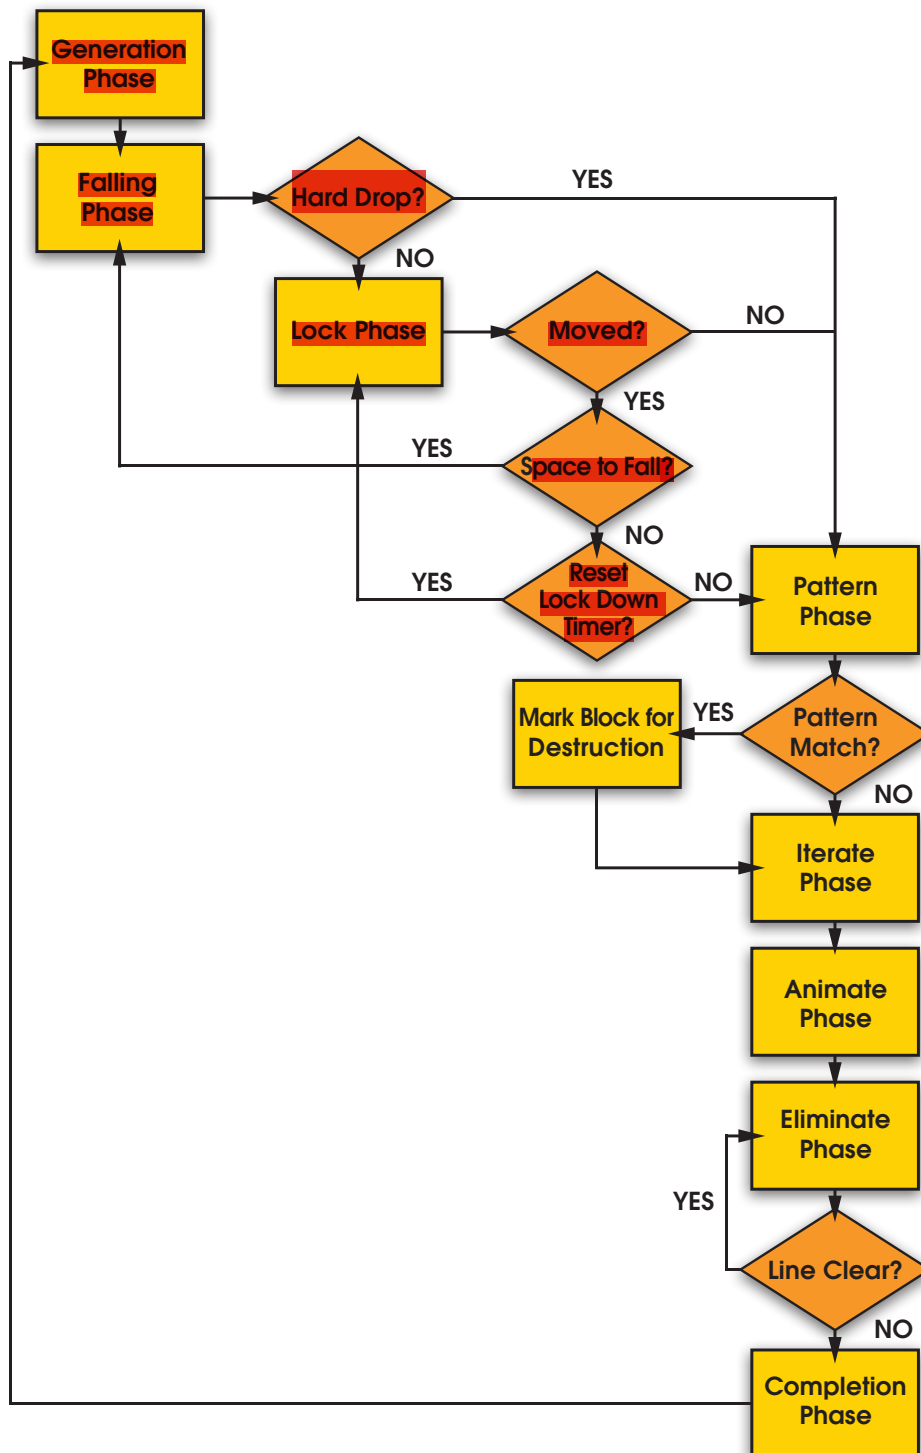 Generation
Phase
Falling
Phase
Hard Drop?
YES
NO
Lock Phase
Moved?
NO
YES
Space to Fall?
YES
NO
Reset
Lock Down
Timer?
YES
NO
Pattern
Phase
Pattern
Match?
YES
Mark Block for
Destruction
NO
Iterate
Phase
Animate
Phase
Eliminate
Phase
YES
Line Clear?
NO
Completion
Phase